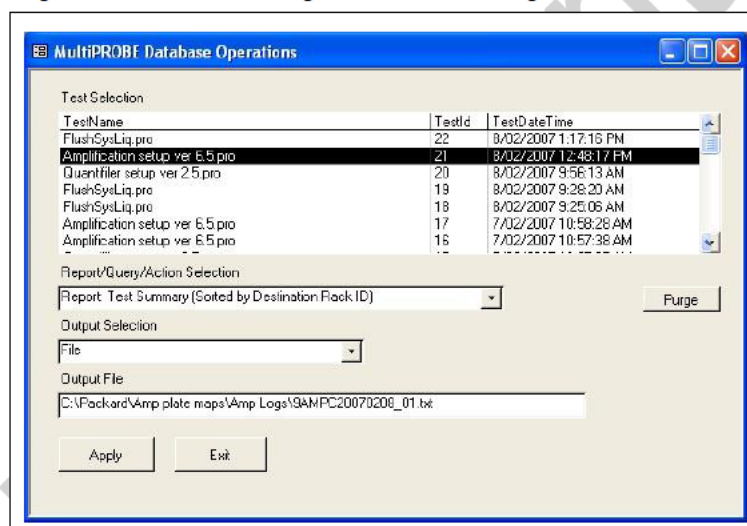 MultiPROBE Database Operations
Test Selection
TestName TestId TestDateTime
FlushSysLiq.pro 22 8/02/2007 1:17:16 PM
Amplification setup ver 6.5.pro 21 8/02/2007 12:48:17 PM
Quantifiler setup ver 2.5.pro 20 8/02/2007 9:56:13 AM
FlushSysLiq.pro 19 8/02/2007 9:28:20 AM
FlushSysLiq.pro 18 8/02/2007 9:25:06 AM
Amplification setup ver 6.5.pro 17 7/02/2007 10:58:28 AM
Amplification setup ver 6.5.pro 16 7/02/2007 10:57:38 AM
Report/Query/Action Selection
Report: Test Summary (Sorted by Destination Rack ID)
Purge
Output Selection
File
Output File
C:\Packard\Amp plate maps\Amp Logs\9AMPC20070208_01.txt
Apply Exit